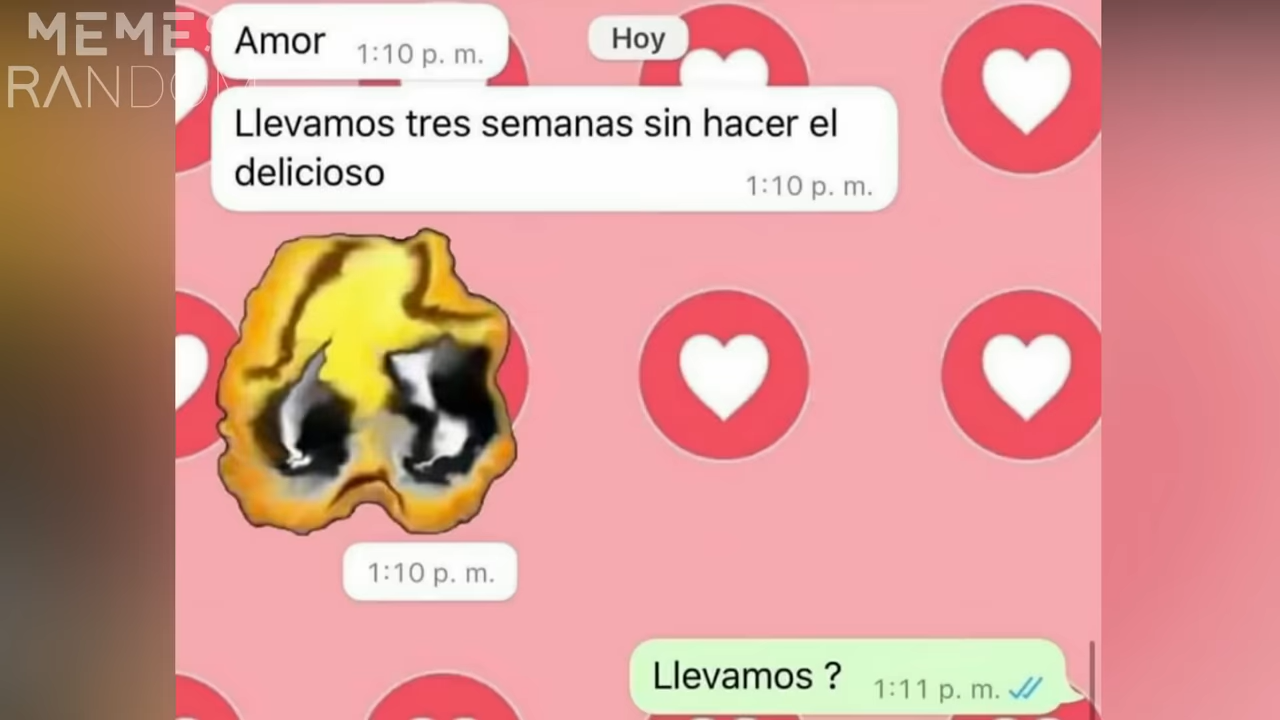 MEMES
RANDOM
Amor 1:10 p. m.
Hoy
Llevamos tres semanas sin hacer el
delicioso 1:10 p. m.
1:10 p. m.
Llevamos ? 1:11 p. m.